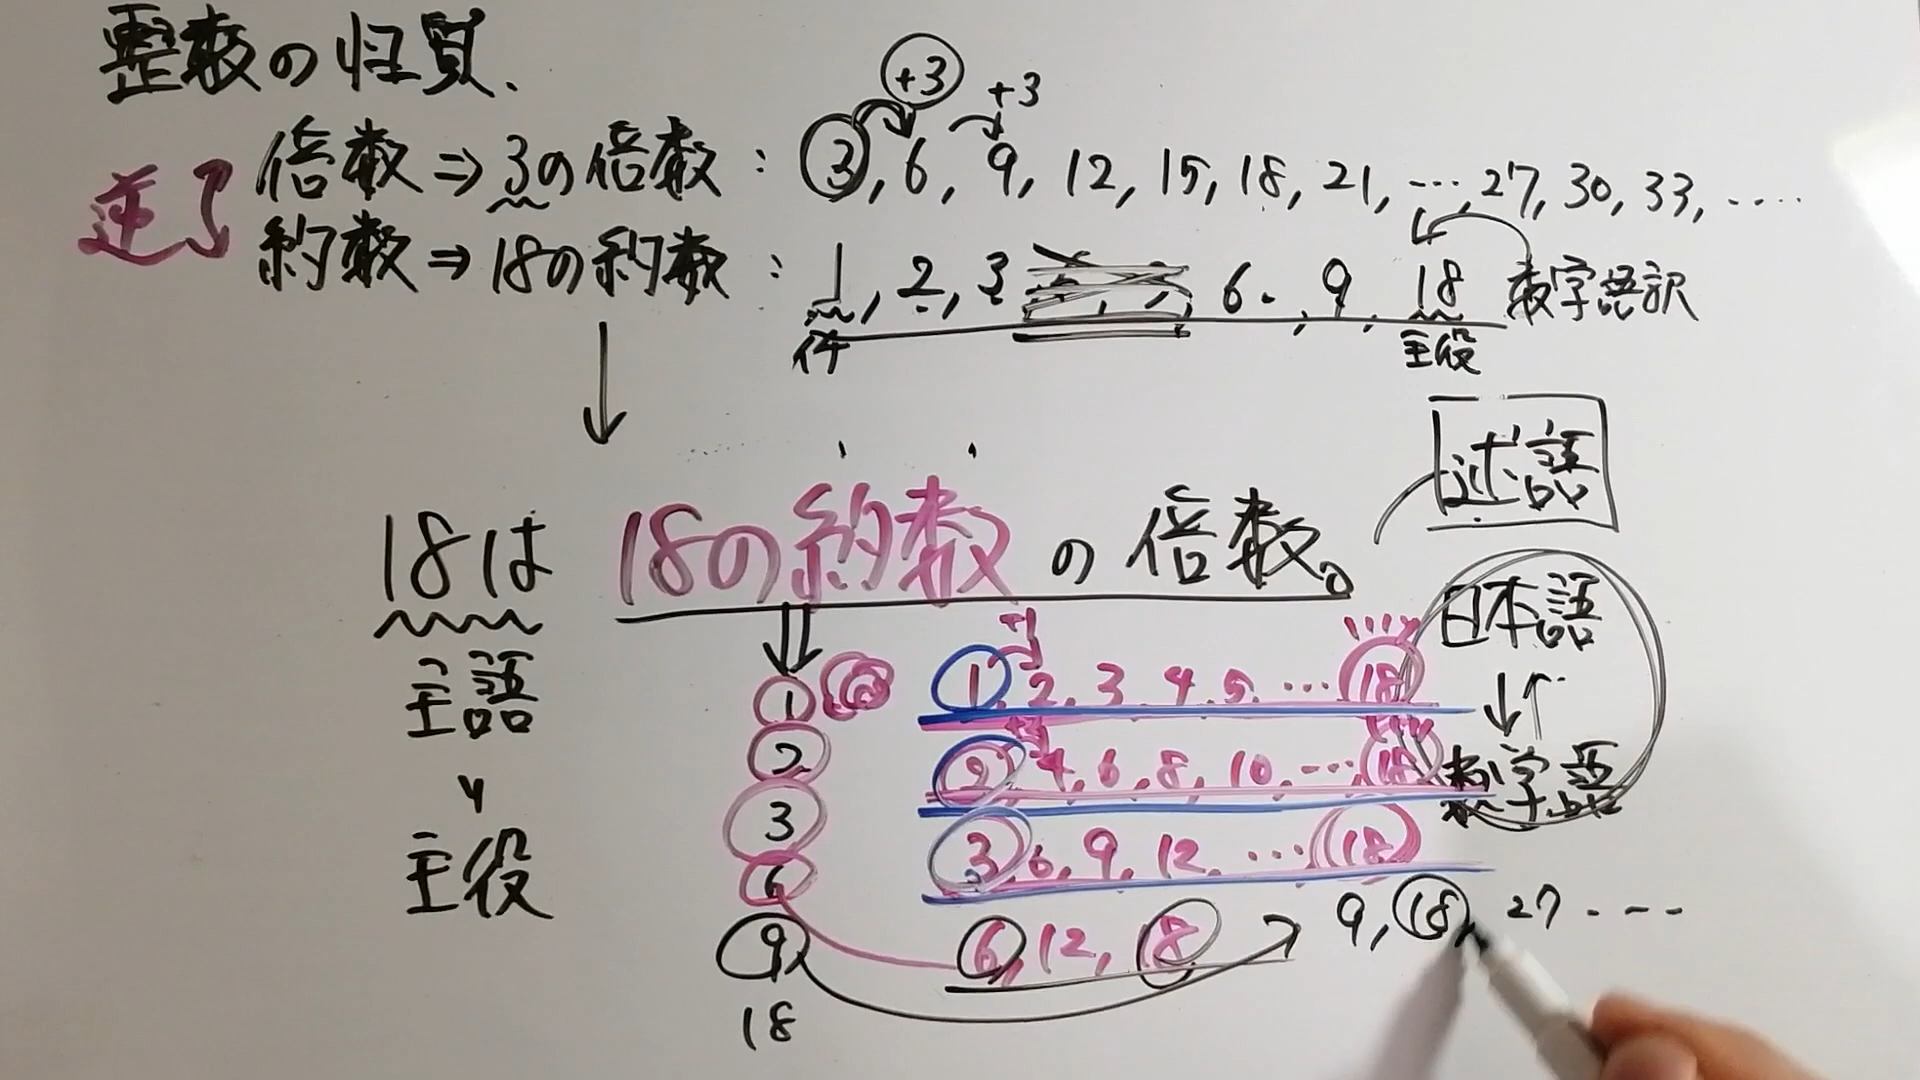 整数の性質.
+3 +3
逆
倍数 ⇒ 3の倍数 : 3, 6, 9, 12, 15, 18, 21, …, 27, 30, 33, ....
約数 ⇒ 18の約数 : 1, 2, 3 6. , 9, 18 数学語訳
主役
述語
18は 18の約数 の 倍数。
日本語
↓↑
数学語
主語
主役
+1
1 1, 2, 3, 4, 5, … 18
2 2, 4, 6, 8, 10, … 18
3 3, 6, 9, 12, … 18
6 6, 12, 18
9 9, 18, 27 ----
18